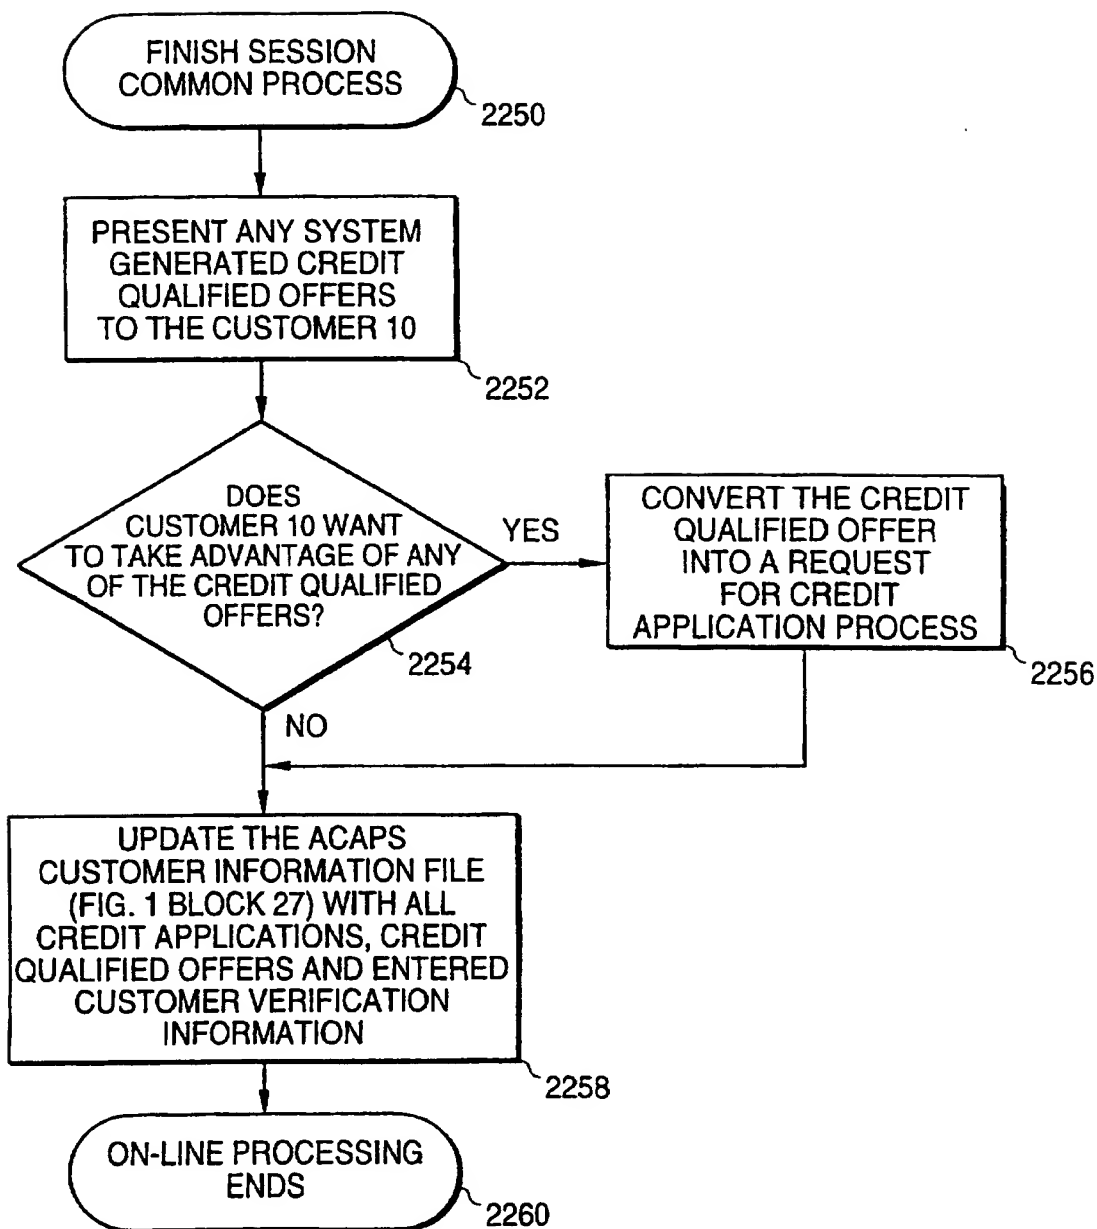 FINISH SESSION
COMMON PROCESS
2250
PRESENT ANY SYSTEM
GENERATED CREDIT
QUALIFIED OFFERS
TO THE CUSTOMER 10
2252
DOES
CUSTOMER 10 WANT
TO TAKE ADVANTAGE OF ANY
OF THE CREDIT QUALIFIED
OFFERS?
2254
YES
CONVERT THE CREDIT
QUALIFIED OFFER
INTO A REQUEST
FOR CREDIT
APPLICATION PROCESS
2256
NO
UPDATE THE ACAPS
CUSTOMER INFORMATION FILE
(FIG. 1 BLOCK 27) WITH ALL
CREDIT APPLICATIONS, CREDIT
QUALIFIED OFFERS AND ENTERED
CUSTOMER VERIFICATION
INFORMATION
2258
ON-LINE PROCESSING
ENDS
2260